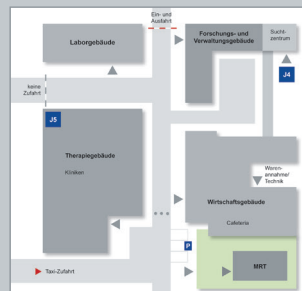 Ein- und
Ausfahrt
Laborgebäude
Forschungs- und
Verwaltungsgebäude
Sucht-
zentrum
J4
keine
Zufahrt
J5
Therapiegebäude
Kliniken
Waren-
annahme/
Technik
Wirtschaftsgebäude
Cafeteria
P
MRT
Taxi-Zufahrt